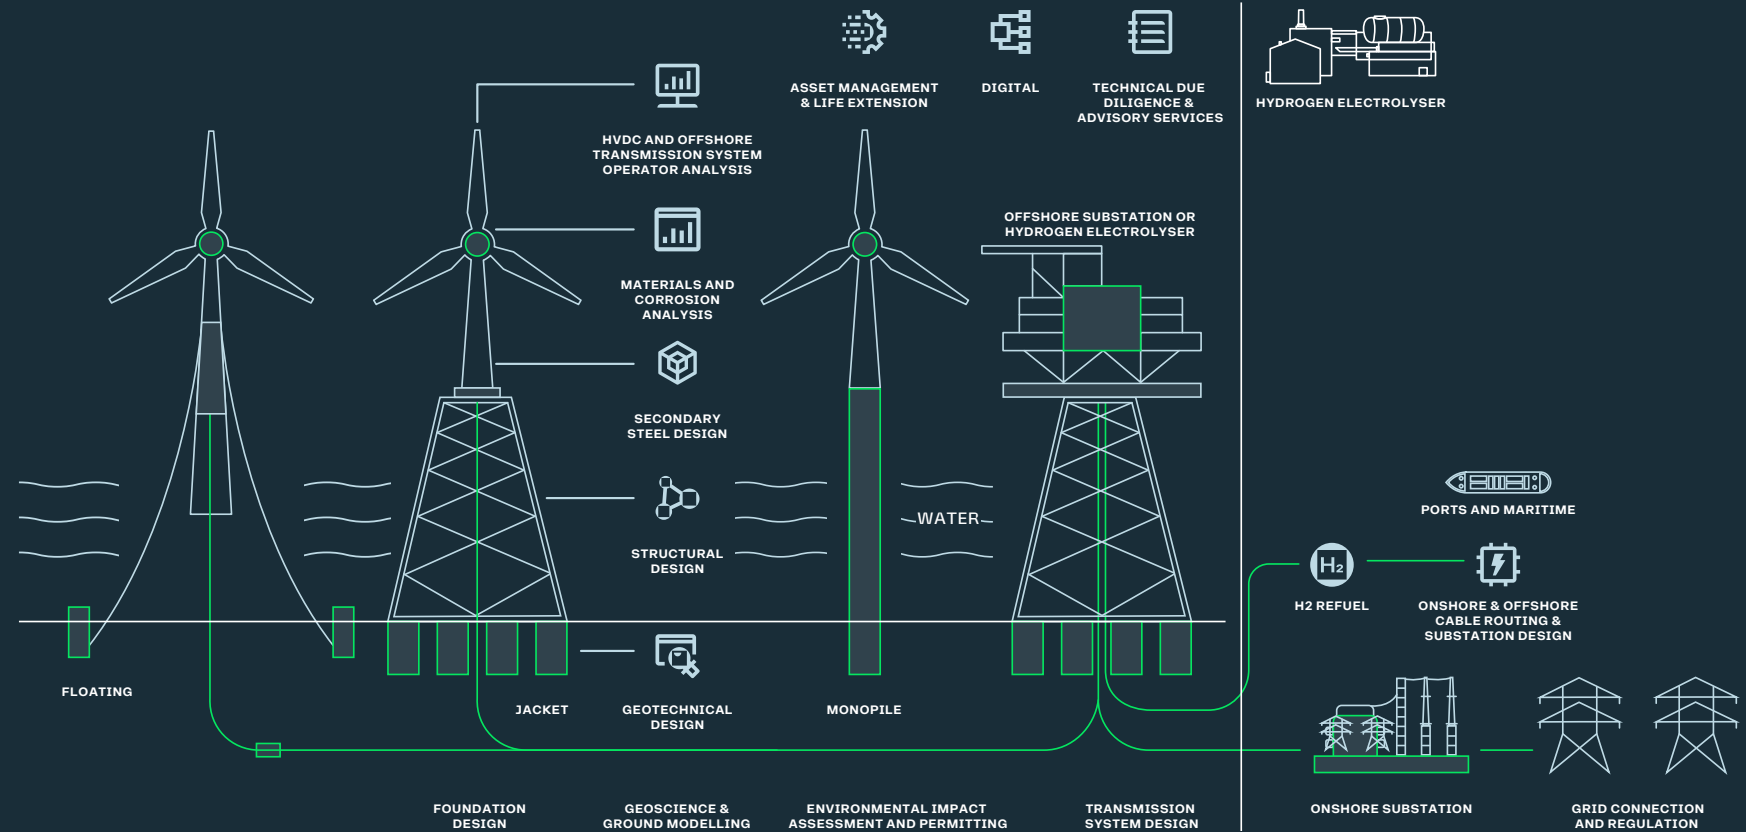 ASSET MANAGEMENT
& LIFE EXTENSION
DIGITAL
TECHNICAL DUE
DILIGENCE &
ADVISORY SERVICES
HYDROGEN ELECTROLYSER
HVDC AND OFFSHORE
TRANSMISSION SYSTEM
OPERATOR ANALYSIS
OFFSHORE SUBSTATION OR
HYDROGEN ELECTROLYSER
MATERIALS AND
CORROSION
ANALYSIS
SECONDARY
STEEL DESIGN
WATER
PORTS AND MARITIME
STRUCTURAL
DESIGN
H2
H2 REFUEL
ONSHORE & OFFSHORE
CABLE ROUTING &
SUBSTATION DESIGN
FLOATING
JACKET
GEOTECHNICAL
DESIGN
MONOPILE
FOUNDATION
DESIGN
GEOSCIENCE &
GROUND MODELLING
ENVIRONMENTAL IMPACT
ASSESSMENT AND PERMITTING
TRANSMISSION
SYSTEM DESIGN
ONSHORE SUBSTATION
GRID CONNECTION
AND REGULATION